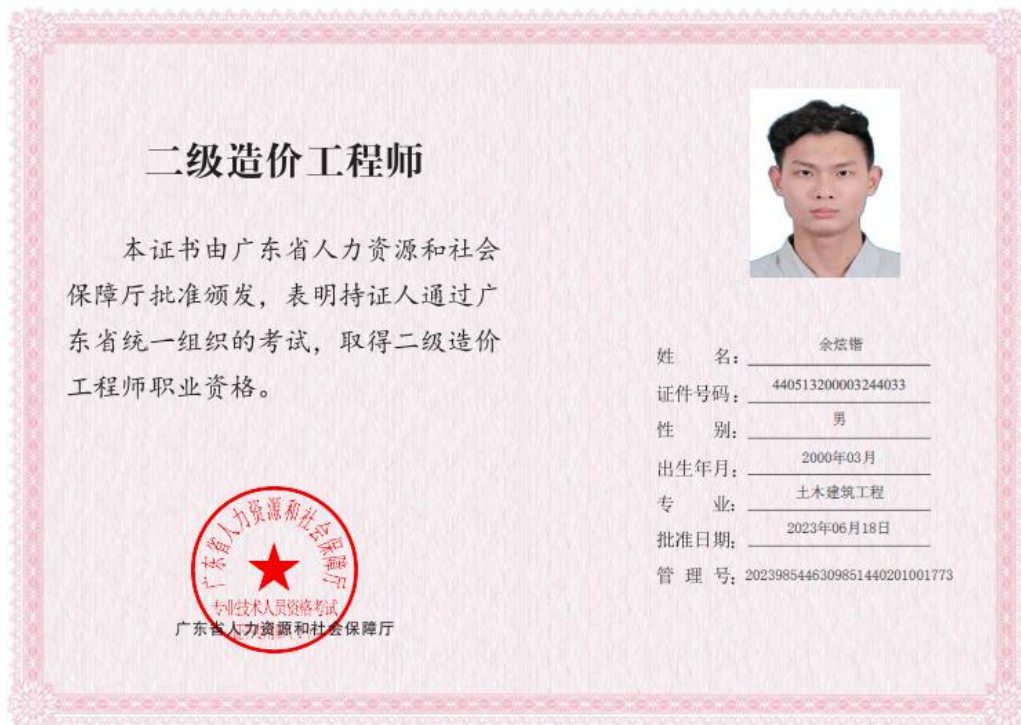 二级造价工程师
本证书由广东省人力资源和社会
保障厅批准颁发，表明持证人通过广
东省统一组织的考试，取得二级造价
工程师职业资格。
广东省人力资源和社会保障厅
专业技术人员资格考试
广东省人力资源和社会保障厅
姓 名：余炫锴
证件号码：440513200003244033
性 别：男
出生年月：2000年03月
专 业：土木建筑工程
批准日期：2023年06月18日
管 理 号：2023985446309851440201001773